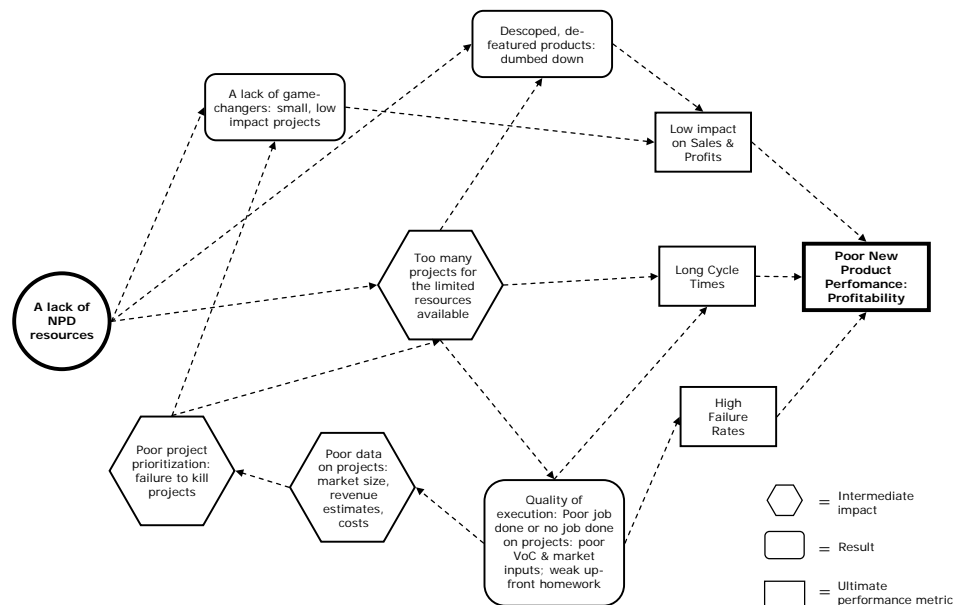 Descoped, de-
featured products:
dumbed down
A lack of game-
changers: small, low
impact projects
Low impact
on Sales &
Profits
Too many
projects for
the limited
resources
available
Long Cycle
Times
Poor New
Product
Perfomance:
Profitability
A lack of
NPD
resources
High
Failure
Rates
Poor project
prioritization:
failure to kill
projects
Poor data
on projects:
market size,
revenue
estimates,
costs
Quality of
execution: Poor job
done or no job done
on projects: poor
VoC & market
inputs; weak up-
front homework
= Intermediate
impact
= Result
= Ultimate
performance metric